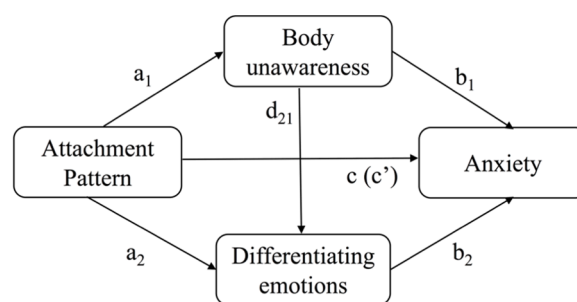 Body
unawareness
a₁
b₁
d₂₁
Attachment
Pattern
Anxiety
c (c’)
a₂
b₂
Differentiating
emotions